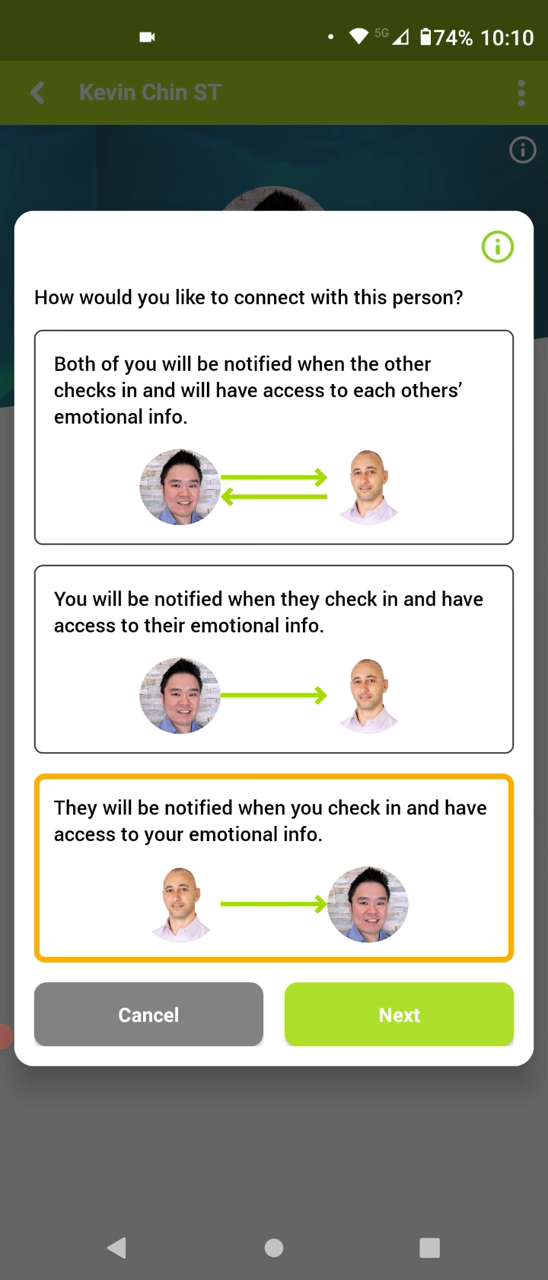 5G 74% 10:10
Kevin Chin ST
How would you like to connect with this person?
Both of you will be notified when the other
checks in and will have access to each others’
emotional info.
You will be notified when they check in and have
access to their emotional info.
They will be notified when you check in and have
access to your emotional info.
Cancel
Next